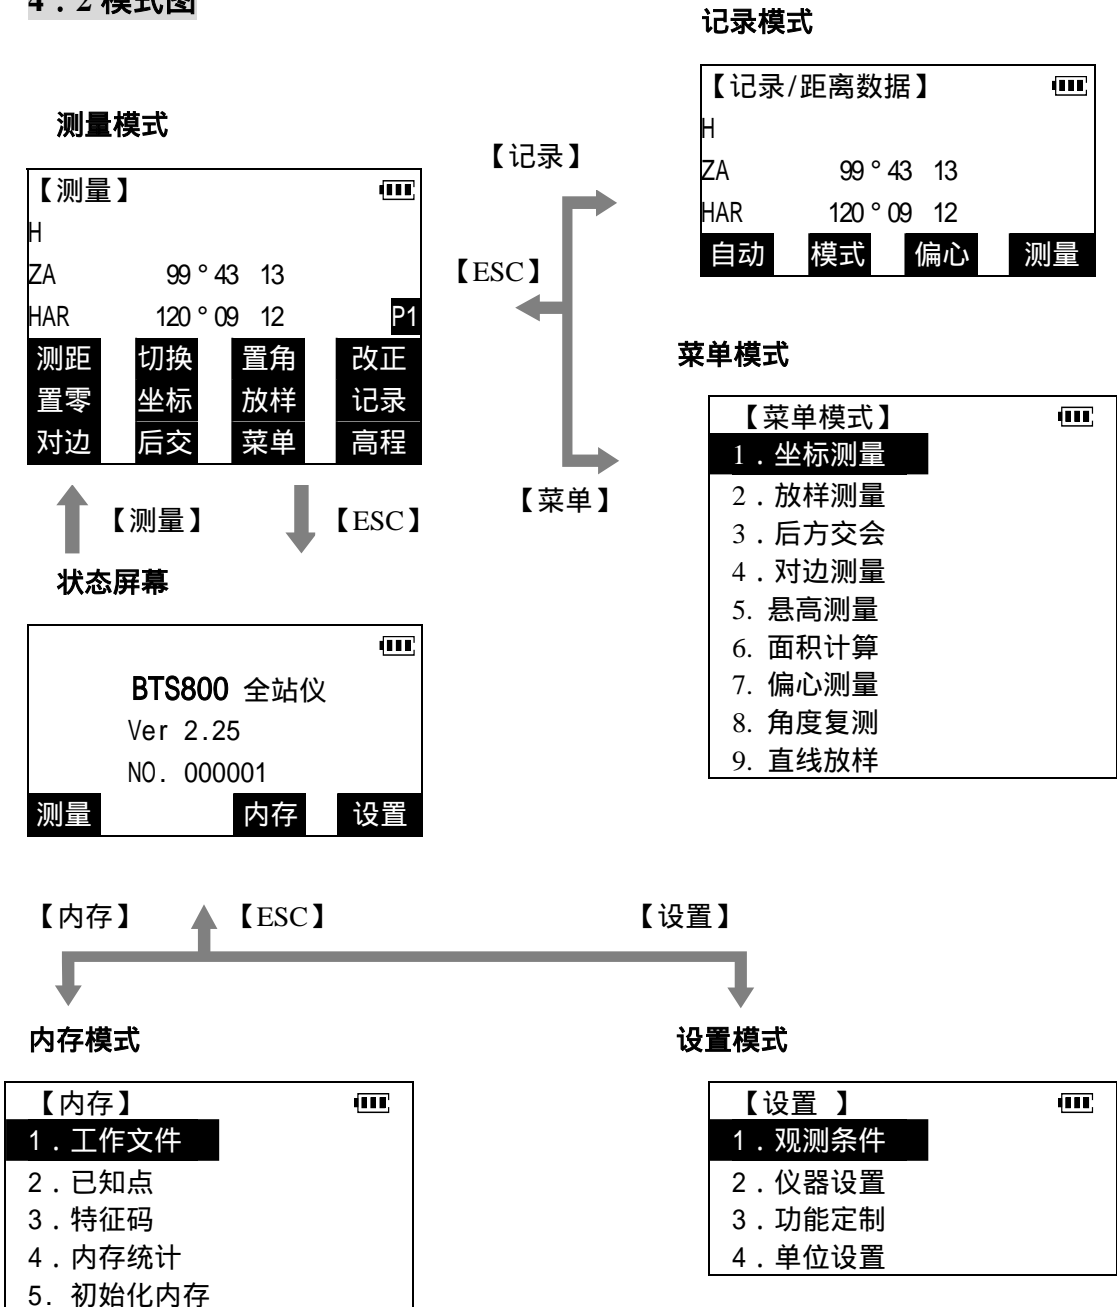 4．2 模式图
记录模式
【记录/距离数据】
H
ZA 99°43 13
HAR 120°09 12
自动 模式 偏心 测量
测量模式
【测量】
H
ZA 99°43 13
HAR 120°09 12 P1
测距 切换 置角 改正
置零 坐标 放样 记录
对边 后交 菜单 高程
【记录】
【ESC】
【菜单】
菜单模式
【菜单模式】
1．坐标测量
2．放样测量
3．后方交会
4．对边测量
5. 悬高测量
6. 面积计算
7. 偏心测量
8. 角度复测
9. 直线放样
【测量】 【ESC】
状态屏幕
BTS800 全站仪
Ver 2.25
NO. 000001
测量 内存 设置
【内存】 【ESC】 【设置】
内存模式
【内存】
1．工作文件
2．已知点
3．特征码
4．内存统计
5. 初始化内存
设置模式
【设置 】
1．观测条件
2．仪器设置
3．功能定制
4．单位设置